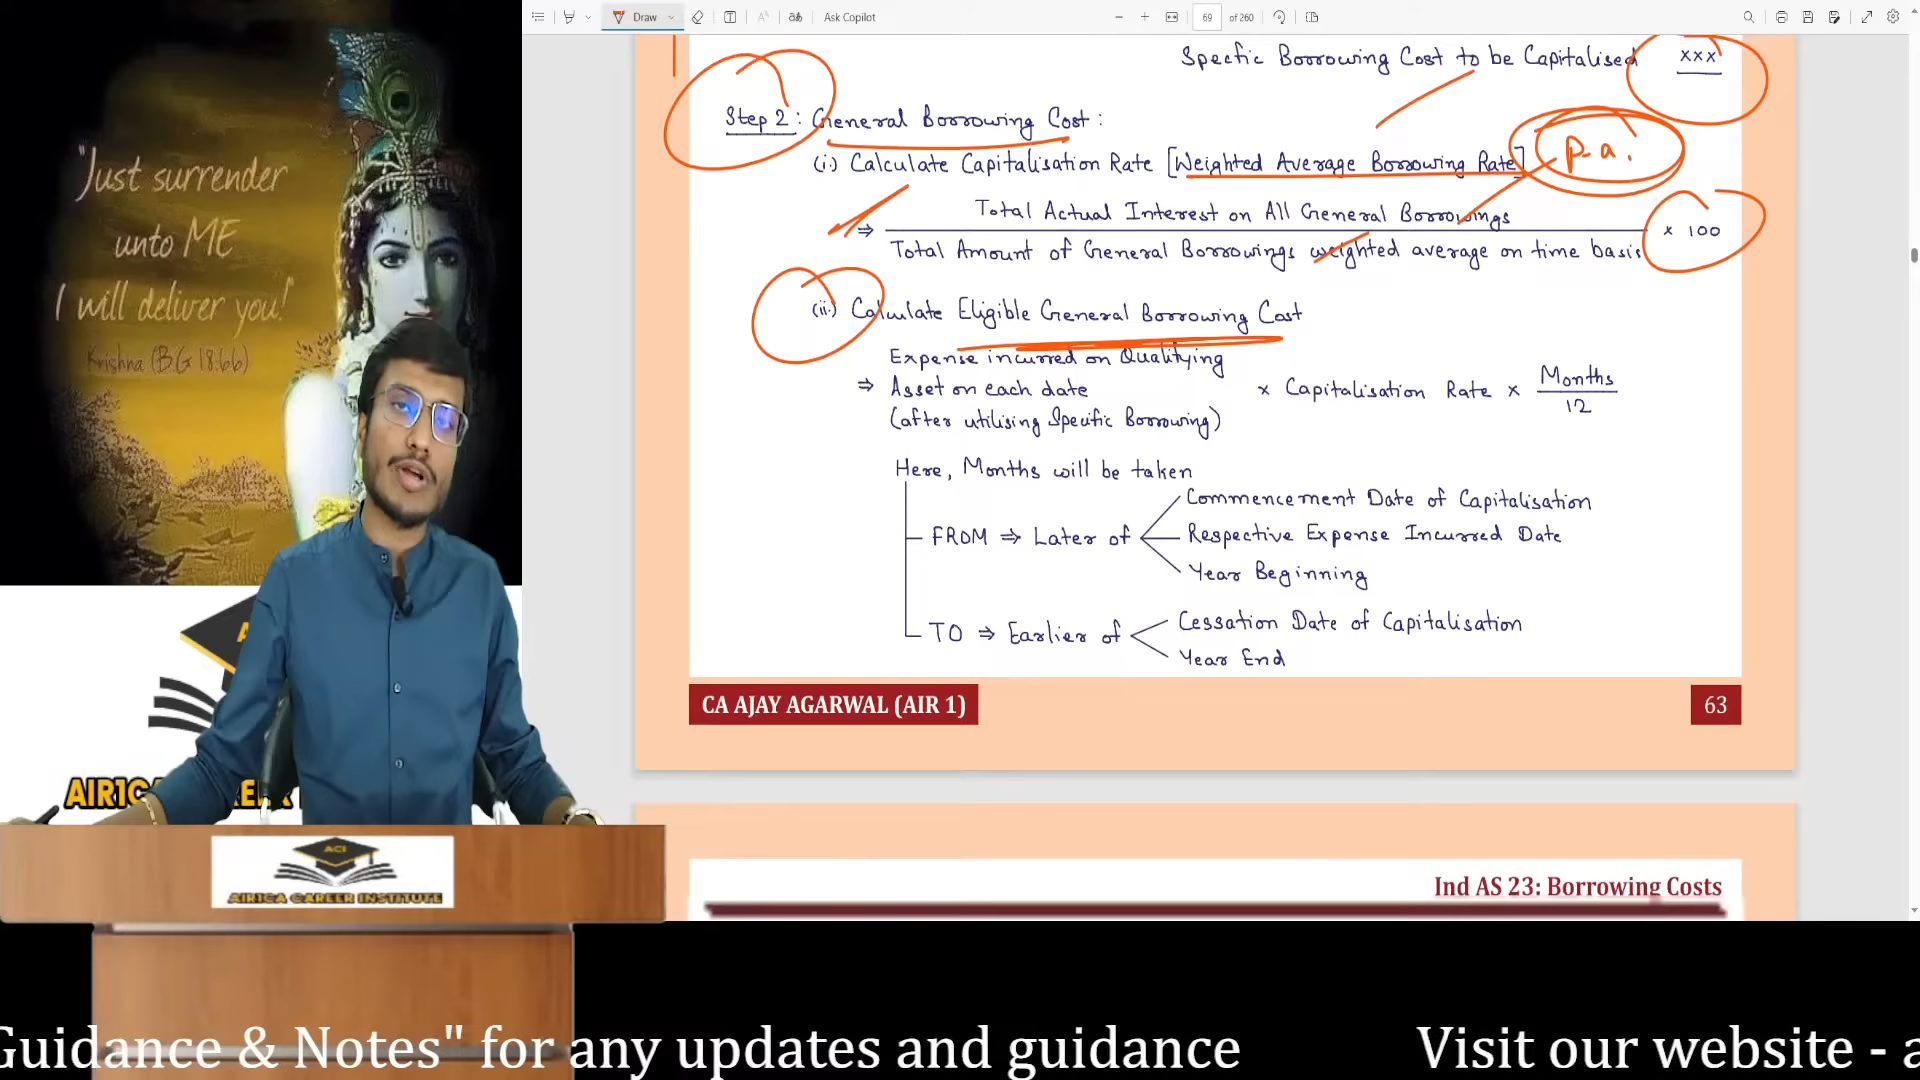 Draw
Ask Copilot
69 of 260
"Just surrender
unto ME
I will deliver you!"
Krishna (BG 18:66)
Specfic Borrowing Cost to be Capitalised xxx
Step 2: General Borrowing Cost:
(i.) Calculate Capitalisation Rate [Weighted Average Borrowing Rate] p.a.
⇒ Total Actual Interest on All General Borrowings
Total Amount of General Borrowings weighted average on time basis × 100
(ii.) Calculate Eligible General Borrowing Cost
Expense incurred on Qualifying
⇒ Asset on each date × Capitalisation Rate × Months
12
(after utilising Specific Borrowing)
Here, Months will be taken
Commencement Date of Capitalisation
FROM ⇒ Later of Respective Expense Incurred Date
Year Beginning
Cessation Date of Capitalisation
TO ⇒ Earlier of
Year End
CA AJAY AGARWAL (AIR 1) 63
Ind AS 23: Borrowing Costs
ACI
AIR1CA CAREER INSTITUTE
Guidance & Notes" for any updates and guidance Visit our website - a